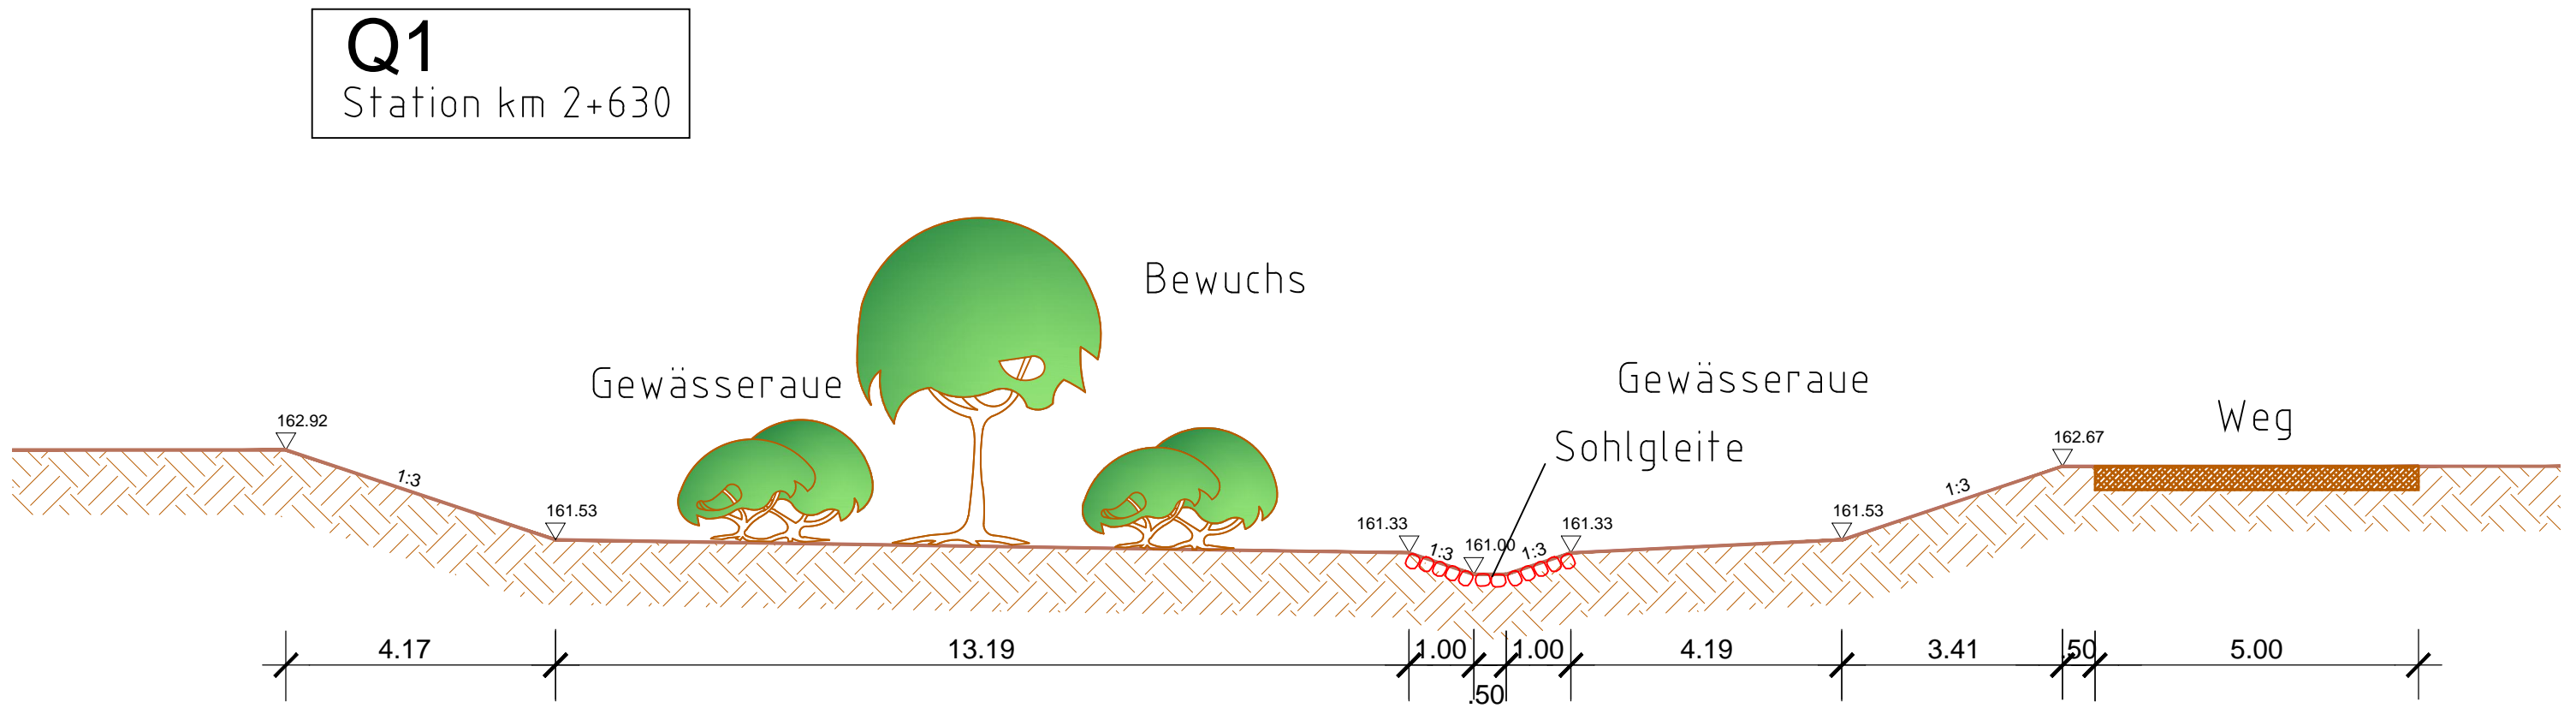 Q1
Station km 2+630
Bewuchs
Gewässeraue
Gewässeraue
Weg
Sohlgleite
162.92
162.67
1:3
1:3
161.53
161.33
161.00
161.33
161.53
1:3
1:3
4.17
13.19
1.00
.50
1.00
4.19
3.41
.50
5.00